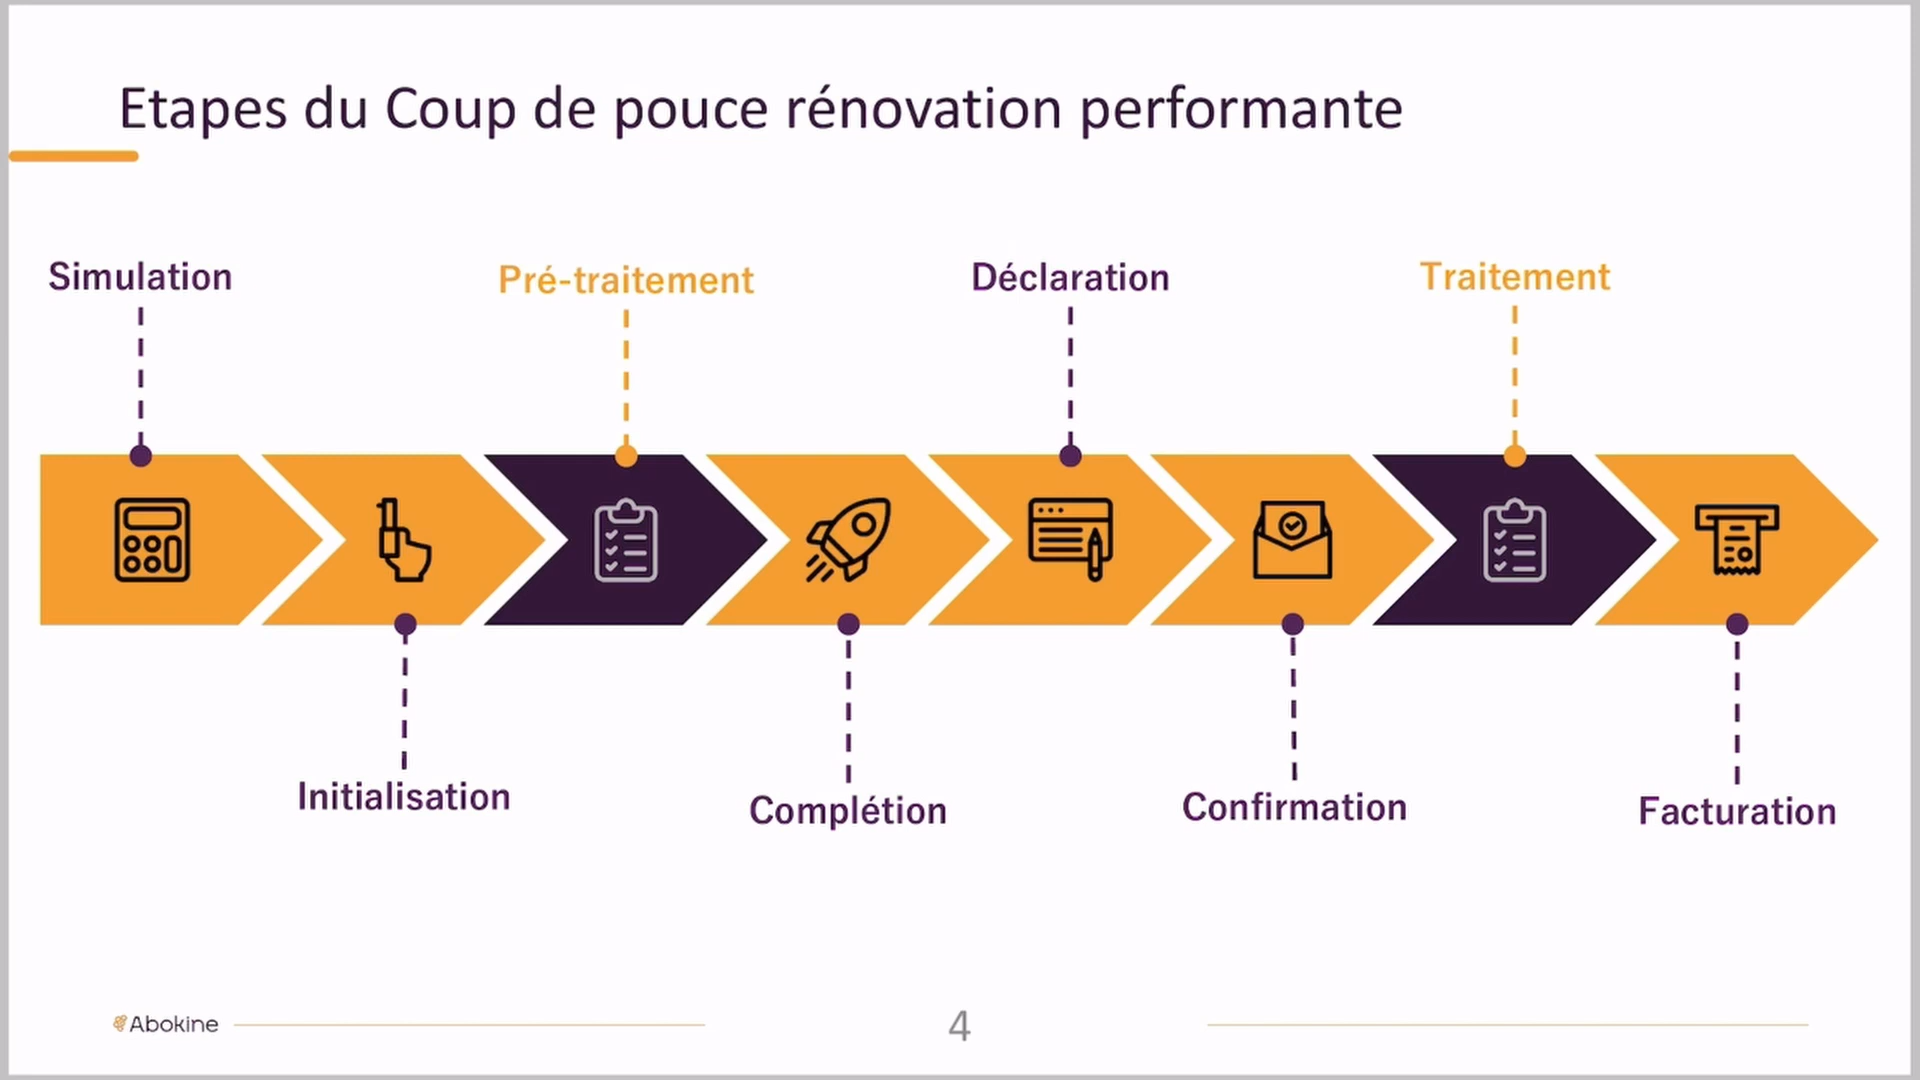 Etapes du Coup de pouce rénovation performante
Simulation
Pré-traitement
Déclaration
Traitement
Initialisation
Complétion
Confirmation
Facturation
Abokine
4